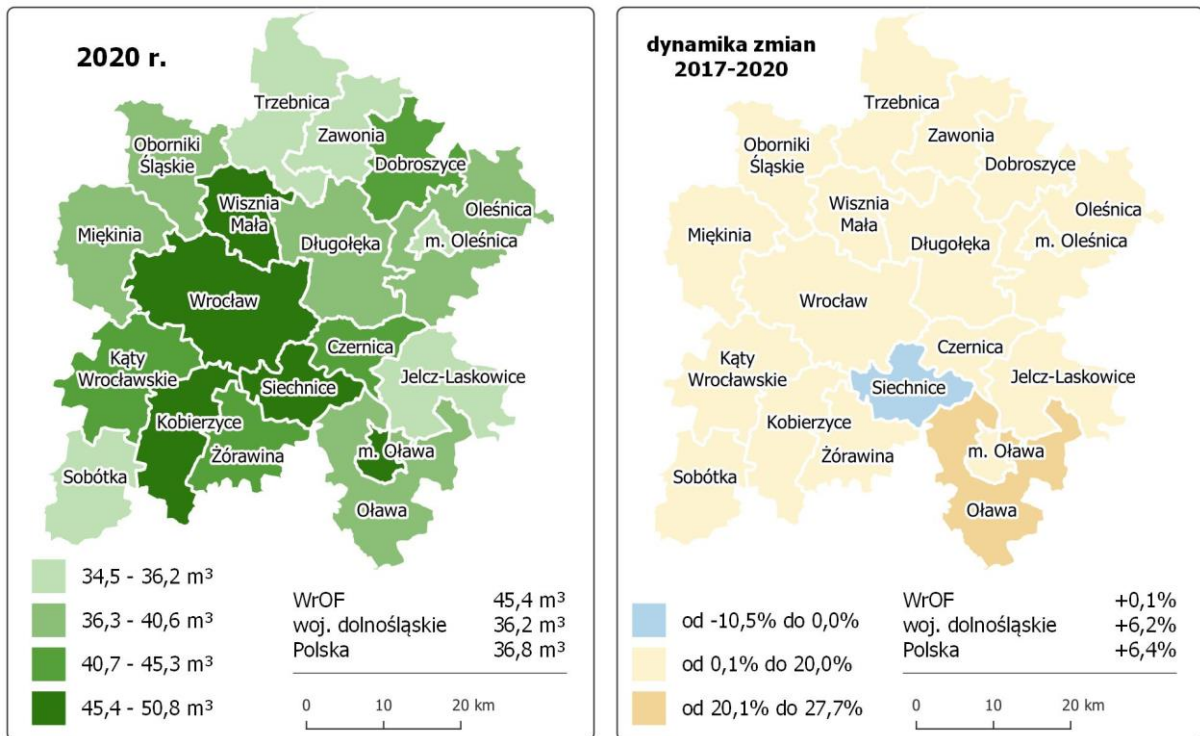 2020 r.
Trzebnica
Zawonia
Oborniki
Śląskie
Dobroszyce
Wisznia
Mała
Oleśnica
Miękinia
Długołęka
m. Oleśnica
Wrocław
Kąty
Wrocławskie
Czernica
Siechnice
Jelcz-Laskowice
Kobierzyce
Żórawina
m. Oława
Sobótka
Oława
34,5 - 36,2 m³
36,3 - 40,6 m³
40,7 - 45,3 m³
45,4 - 50,8 m³
WrOF 45,4 m³
woj. dolnośląskie 36,2 m³
Polska 36,8 m³
0 10 20 km
dynamika zmian
2017-2020
Trzebnica
Zawonia
Oborniki
Śląskie
Dobroszyce
Wisznia
Mała
Oleśnica
Miękinia
Długołęka
m. Oleśnica
Wrocław
Kąty
Wrocławskie
Czernica
Siechnice
Jelcz-Laskowice
Kobierzyce
Żórawina
m. Oława
Sobótka
Oława
od -10,5% do 0,0%
od 0,1% do 20,0%
od 20,1% do 27,7%
WrOF +0,1%
woj. dolnośląskie +6,2%
Polska +6,4%
0 10 20 km